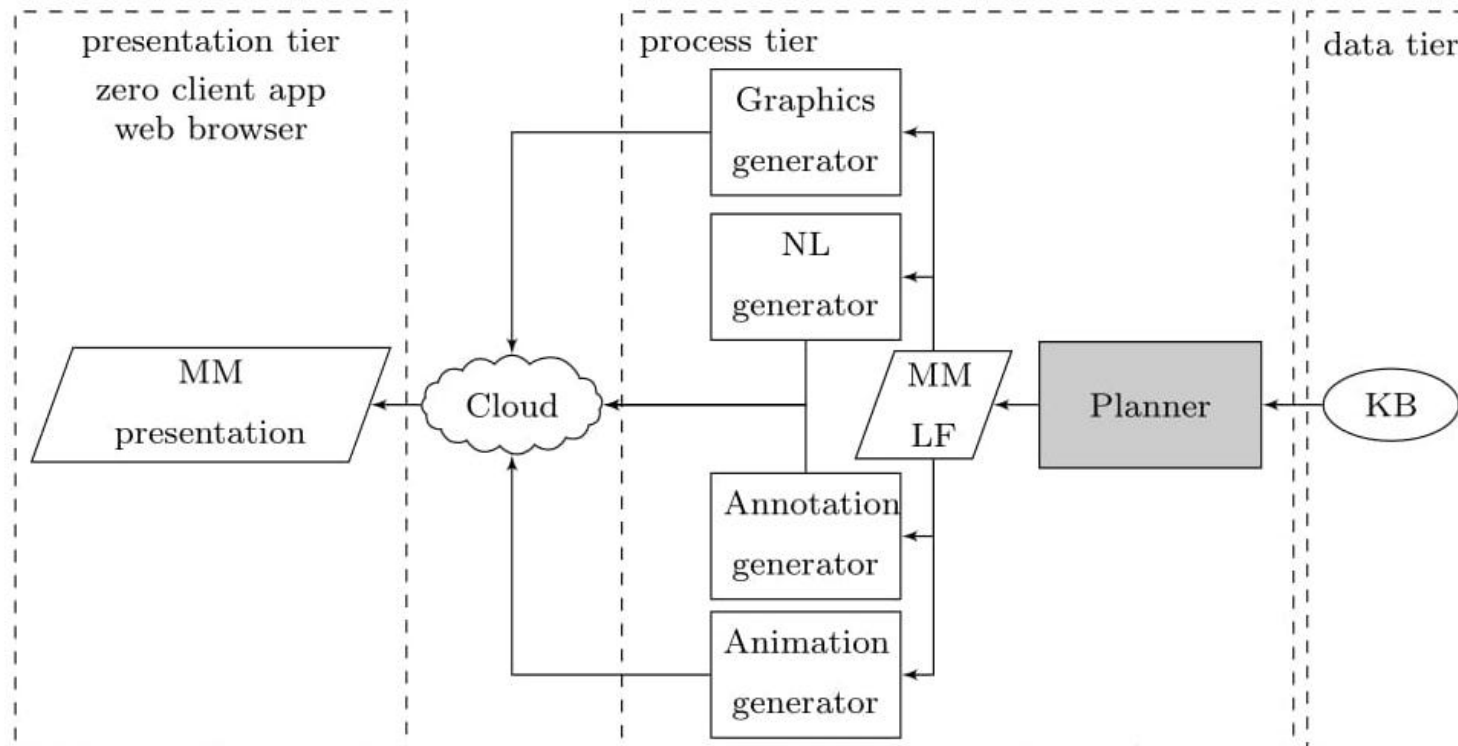 presentation tier
zero client app
web browser
process tier
data tier
Graphics
generator
NL
generator
MM
presentation
Cloud
MM
LF
Planner
KB
Annotation
generator
Animation
generator